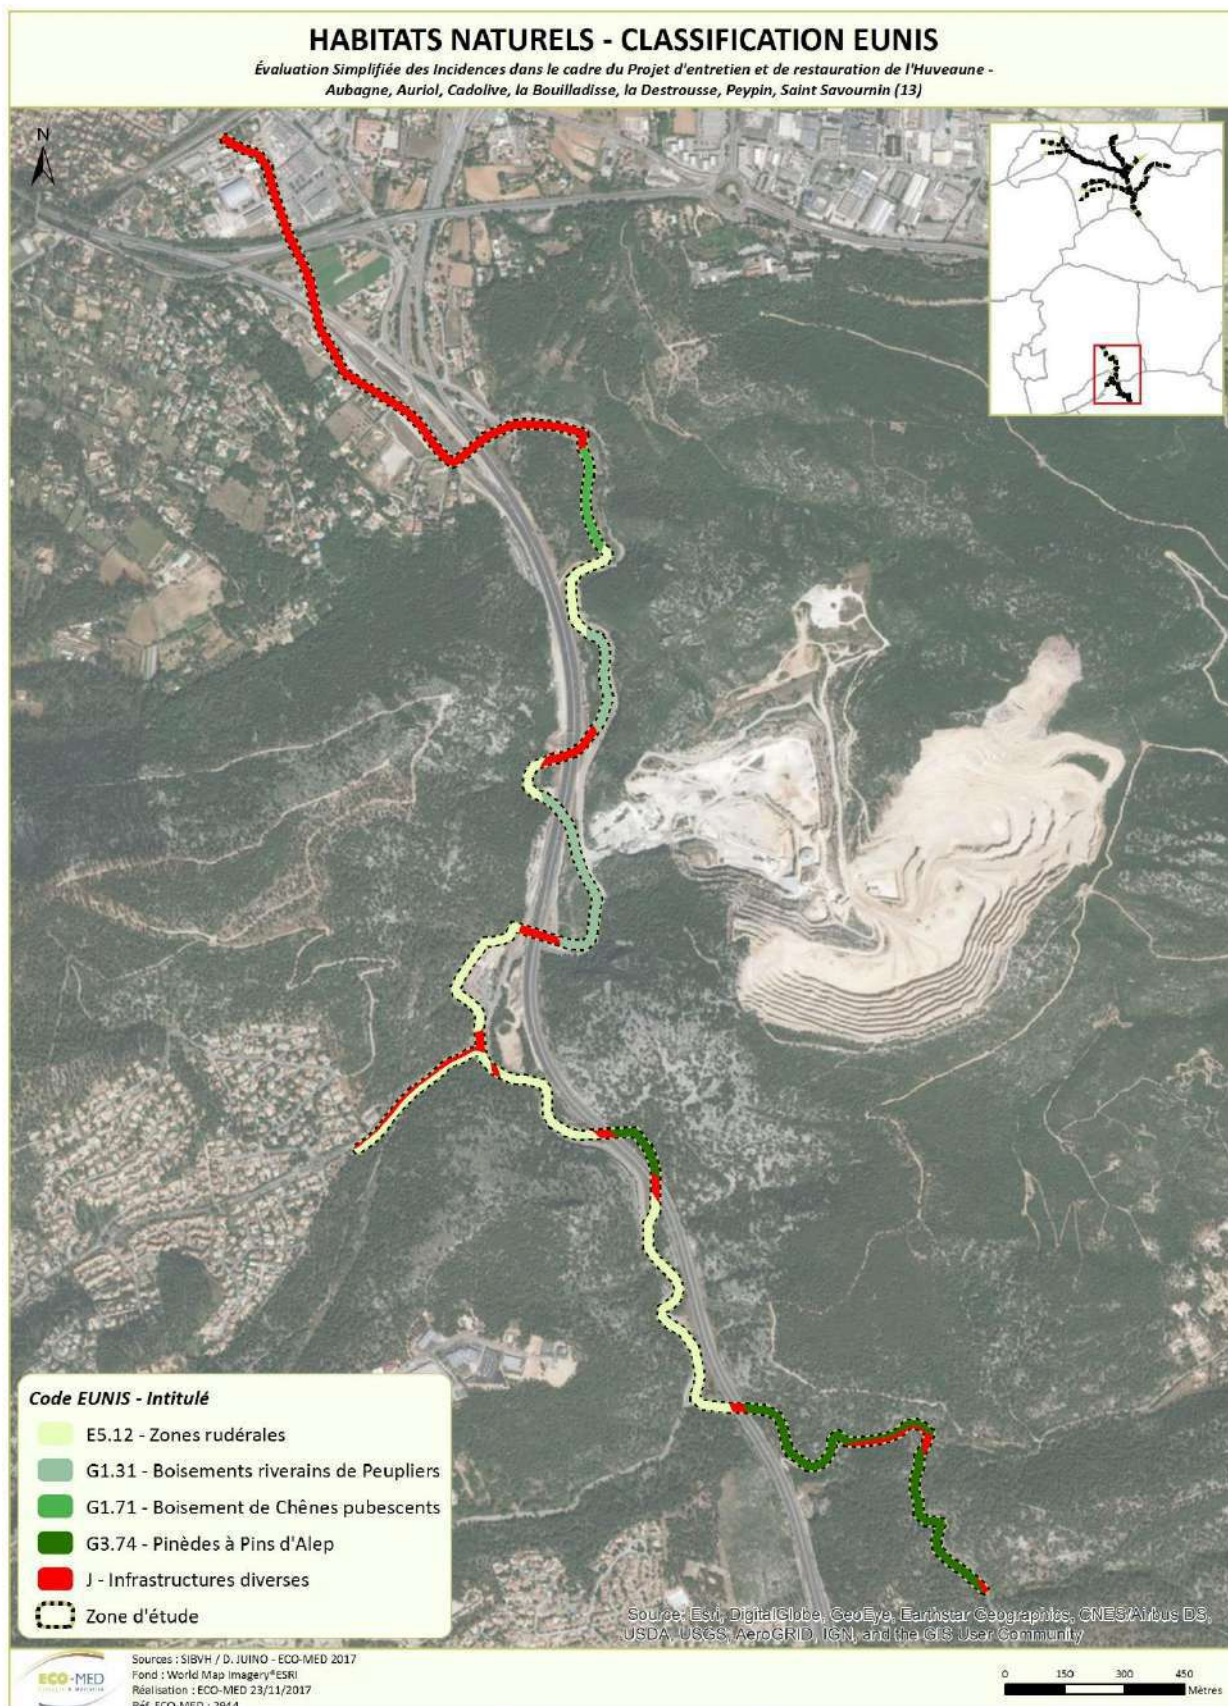 HABITATS NATURELS - CLASSIFICATION EUNIS
Évaluation Simplifiée des Incidences dans le cadre du Projet d'entretien et de restauration de l'Huveaune -
Aubagne, Auriol, Cadolive, la Bouilladisse, la Destrousse, Peypin, Saint Savournin (13)
N
Code EUNIS - Intitulé
E5.12 - Zones rudérales
G1.31 - Boisements riverains de Peupliers
G1.71 - Boisement de Chênes pubescents
G3.74 - Pinèdes à Pins d'Alep
J - Infrastructures diverses
Zone d'étude
Source: Esri, DigitalGlobe, GeoEye, Earthstar Geographics, CNES/Airbus DS,
USDA, USGS, AeroGRID, IGN, and the GIS User Community
ECO-MED
Sources : SIBVH / D. JUINO - ECO-MED 2017
Fond : World Map Imagery®ESRI
Réalisation : ECO-MED 23/11/2017
Réf. ECO-MED : 2944
0 150 300 450
Mètres